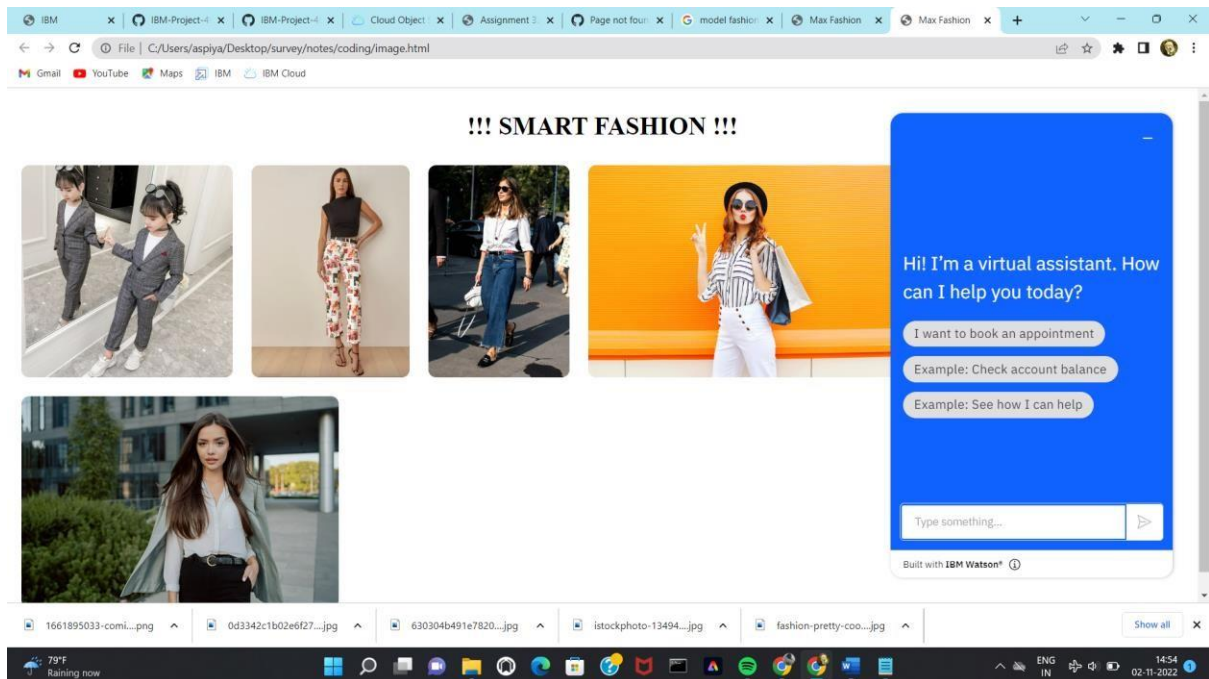 IBM
IBM-Project-4
IBM-Project-4
Cloud Object
Assignment 3
Page not foun
model fashion
Max Fashion
Max Fashion
File | C:/Users/aspiya/Desktop/survey/notes/coding/image.html
Gmail YouTube Maps IBM IBM Cloud
!!! SMART FASHION !!!
Hi! I'm a virtual assistant. How
can I help you today?
I want to book an appointment
Example: Check account balance
Example: See how I can help
Type something...
Built with IBM Watson®
1661895033-comi....png
0d3342c1b02e6f27....jpg
630304b491e7820....jpg
istockphoto-13494....jpg
fashion-pretty-coo....jpg
Show all
79°F
Raining now
ENG
IN
14:54
02-11-2022
1